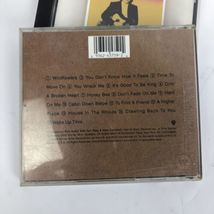 ① Wildflowers ② You Don't Know How It Feels ③ Time To
Move On ④ You Wreck Me ⑤ It's Good To Be King ⑥ Only
A Broken Heart ⑦ Honey Bee ⑧ Don't Fade On Me ⑨ Hard
On Me ⑩ Cabin Down Below ⑪ To Find A Friend ⑫ A Higher
Place ⑬ House In The Woods ⑭ Crawling Back To You
⑮ Wake Up Time